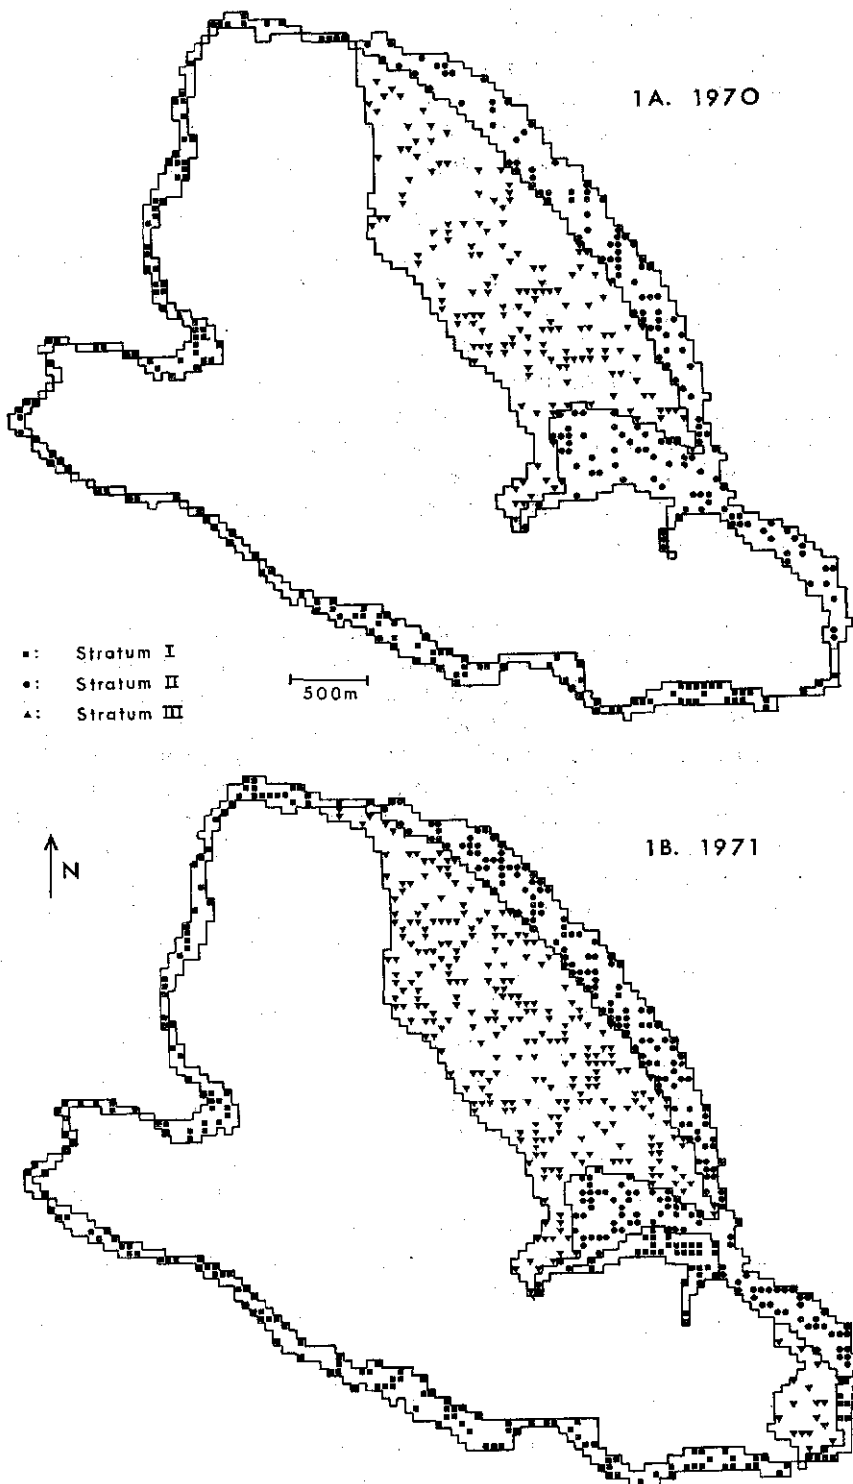 1A. 1970
■: Stratum I
●: Stratum II
▲: Stratum III
500m
N
1B. 1971